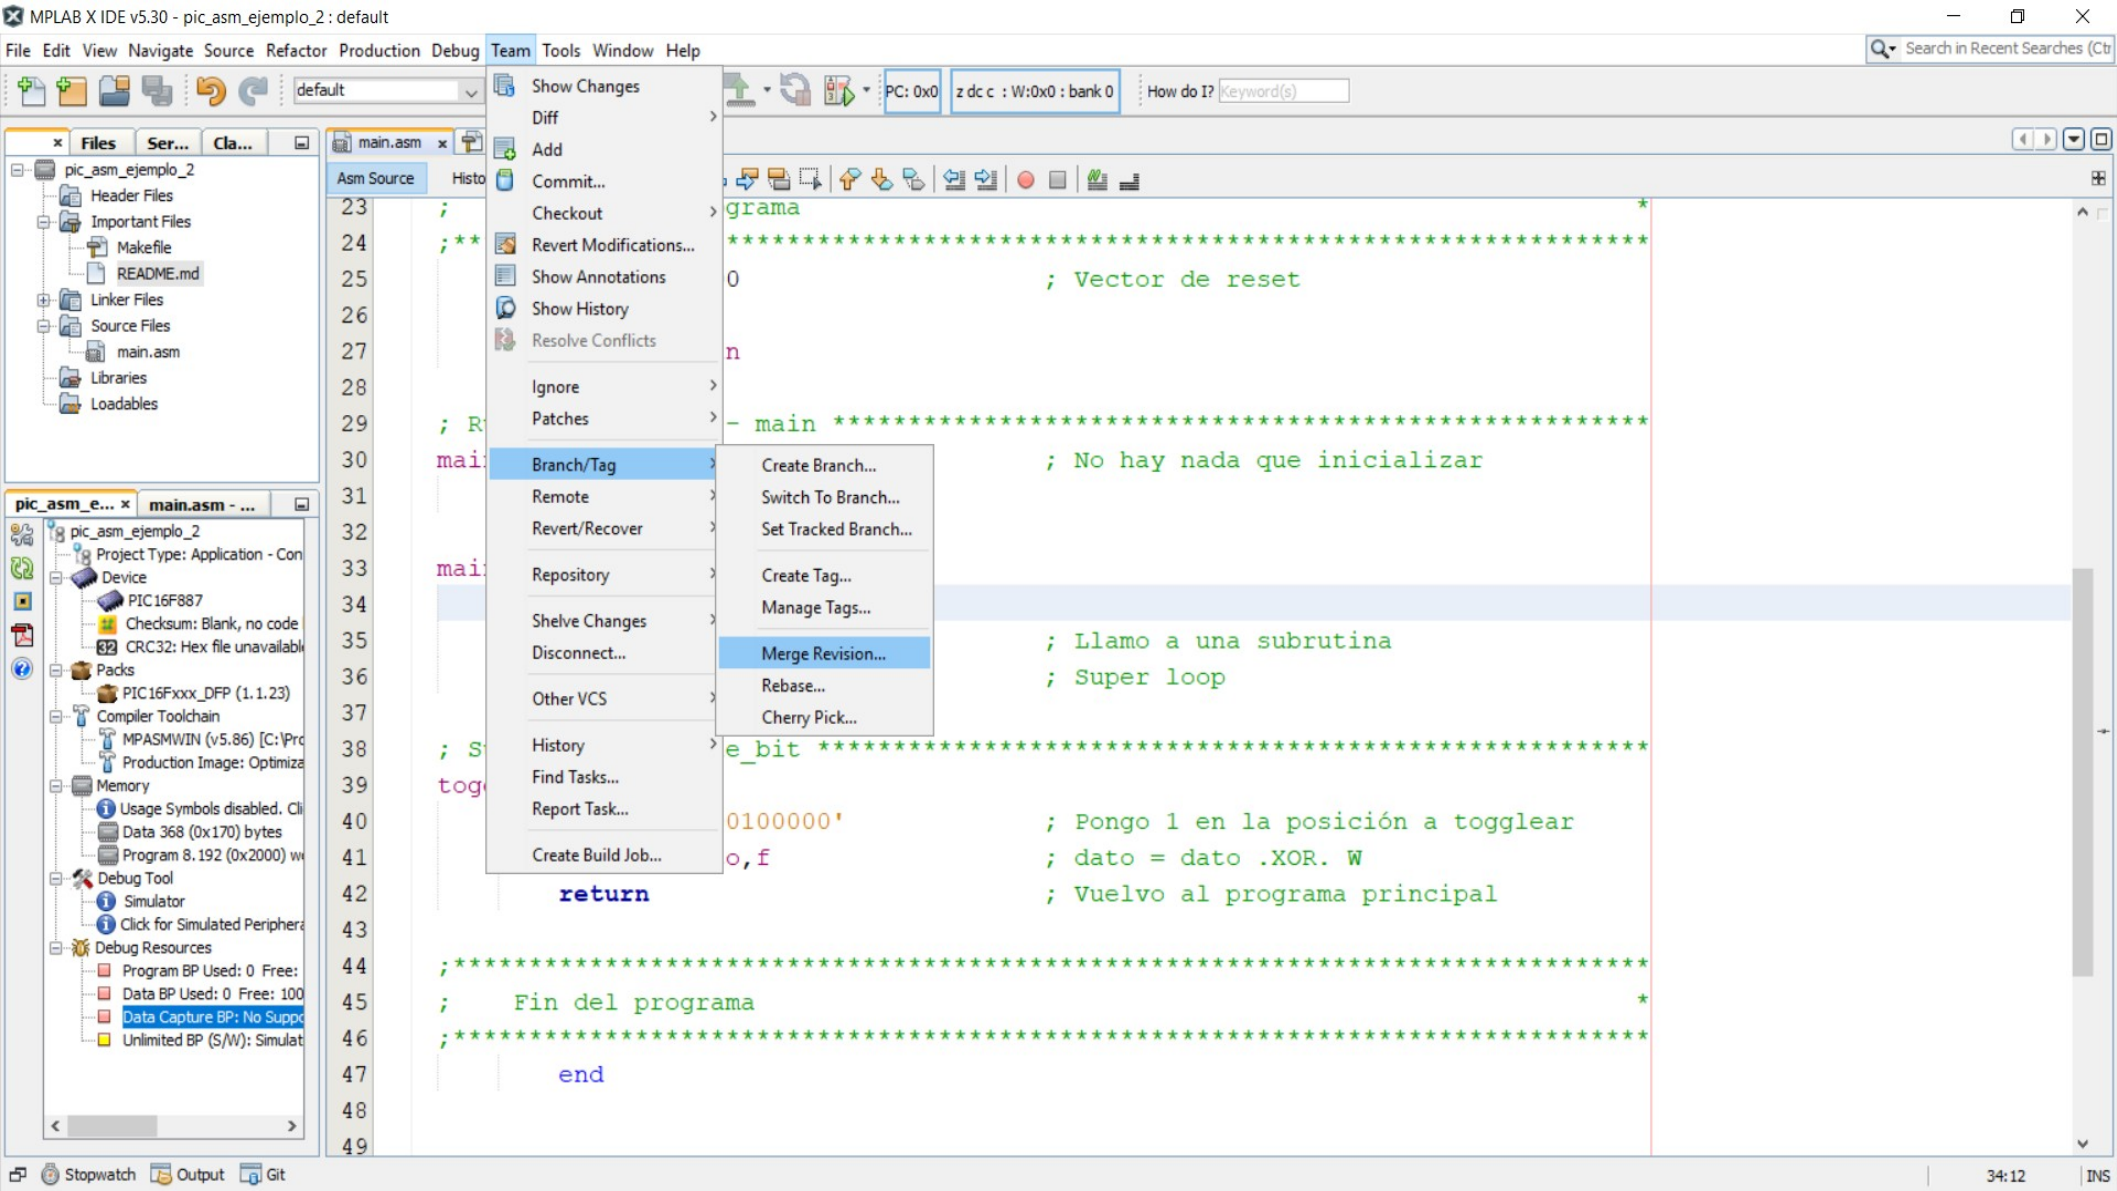 MPLAB X IDE v5.30 - pic_asm_ejemplo_2 : default
File Edit View Navigate Source Refactor Production Debug Team Tools Window Help
Search in Recent Searches (Ctr
default
PC: 0x0
z dc c : W:0x0 : bank 0
How do I?
Keyword(s)
Files
Ser...
Cla...
pic_asm_ejemplo_2
Header Files
Important Files
Makefile
README.md
Linker Files
Source Files
main.asm
Libraries
Loadables
pic_asm_e...
main.asm - ...
pic_asm_ejemplo_2
Project Type: Application - Con
Device
PIC16F887
Checksum: Blank, no code
CRC32: Hex file unavailabl
Packs
PIC16Fxxx_DFP (1.1.23)
Compiler Toolchain
MPASMWIN (v5.86) [C:\Pro
Production Image: Optimiza
Memory
Usage Symbols disabled. Cli
Data 368 (0x170) bytes
Program 8.192 (0x2000) w
Debug Tool
Simulator
Click for Simulated Periphera
Debug Resources
Program BP Used: 0 Free:
Data BP Used: 0 Free: 100
Data Capture BP: No Suppo
Unlimited BP (S/W): Simulat
main.asm
Asm Source
Histo
Show Changes
Diff
Add
Commit...
Checkout
Revert Modifications...
Show Annotations
Show History
Resolve Conflicts
Ignore
Patches
Branch/Tag
Remote
Revert/Recover
Repository
Shelve Changes
Disconnect...
Other VCS
History
Find Tasks...
Report Task...
Create Build Job...
Create Branch...
Switch To Branch...
Set Tracked Branch...
Create Tag...
Manage Tags...
Merge Revision...
Rebase...
Cherry Pick...
23 ; grama *
24 ;** *************************************************************
25 0 ; Vector de reset
26
27 n
28
29 ; R - main ******************************************************
30 mai ; No hay nada que inicializar
31
32
33 mai
34
35 ; Llamo a una subrutina
36 ; Super loop
37
38 ; S e_bit *******************************************************
39 tog
40 0100000' ; Pongo 1 en la posición a togglear
41 o,f ; dato = dato .XOR. W
42 return ; Vuelvo al programa principal
43
44 ;*******************************************************************************
45 ; Fin del programa *
46 ;*******************************************************************************
47 end
48
49
Stopwatch
Output
Git
34:12
INS